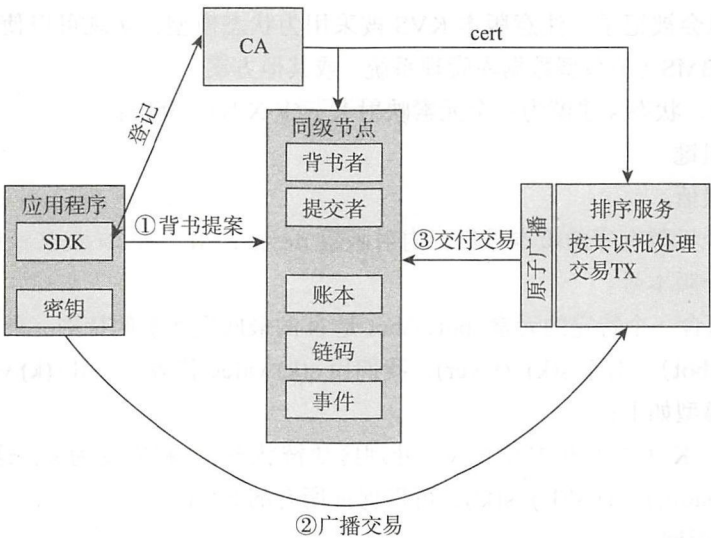 CA
cert
登记
同级节点
背书者
提交者
账本
链码
事件
应用程序
SDK
密钥
①背书提案
③交付交易
原子广播
排序服务
按共识批处理
交易TX
②广播交易